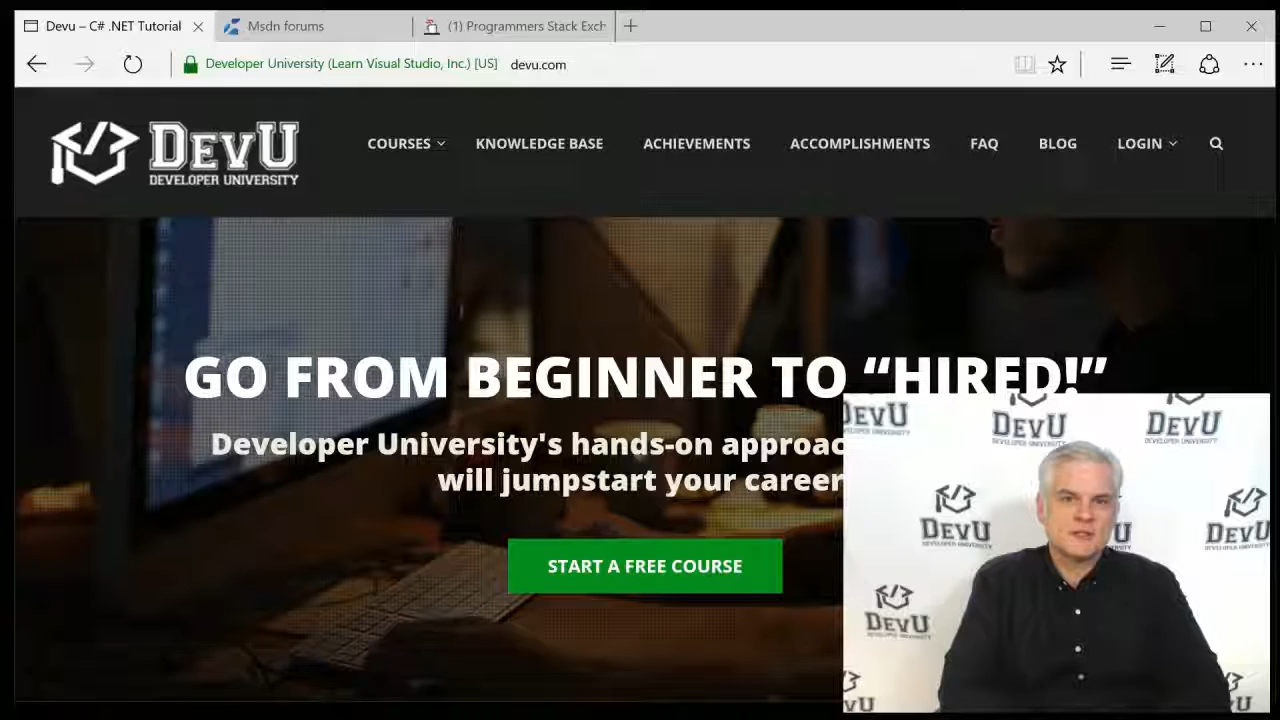 Devu – C# .NET Tutorial
Msdn forums
(1) Programmers Stack Exch
Developer University (Learn Visual Studio, Inc.) [US] devu.com
DEVU
DEVELOPER UNIVERSITY
COURSES
KNOWLEDGE BASE
ACHIEVEMENTS
ACCOMPLISHMENTS
FAQ
BLOG
LOGIN
GO FROM BEGINNER TO “HIRED!”
Developer University's hands-on approac
will jumpstart your career
START A FREE COURSE
DEVU
DEVELOPER UNIVERSITY
DEVU
DEVELOPER UNIVERSITY
DEVU
DEVELOPER UNIVERSITY
DEVU
DEVELOPER UNIVERSITY
DEVU
DEVELOPER UNIVERSITY
DEVU
DEVELOPER UNIVERSITY